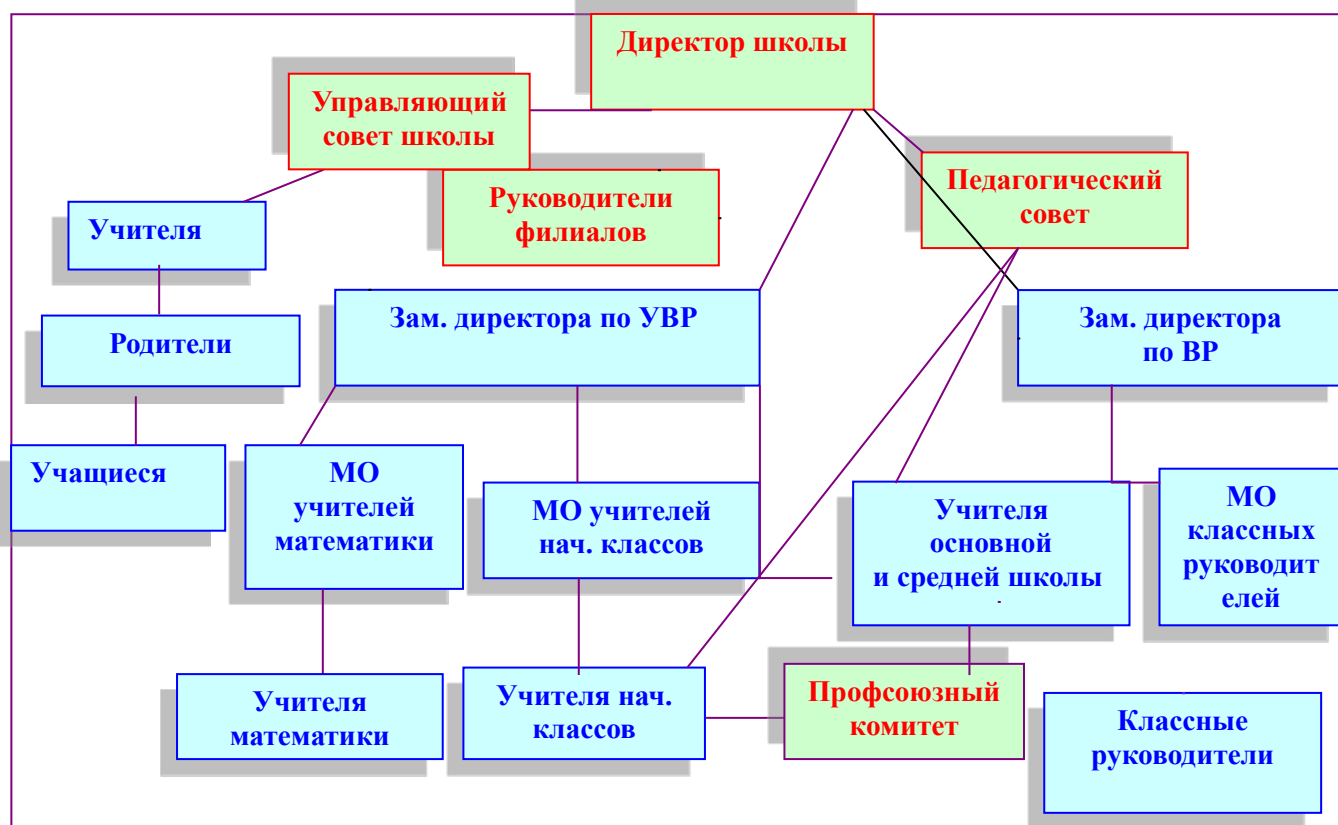 Директор школы
Управляющий
совет школы
Педагогический
совет
Руководители
филиалов
Учителя
Зам. директора по УВР
Зам. директора
по ВР
Родители
Учащиеся
МО
учителей
математики
МО учителей
нач. классов
Учителя
основной
и средней школы
МО
классных
руководит
елей
Учителя
математики
Учителя нач.
классов
Профсоюзный
комитет
Классные
руководители